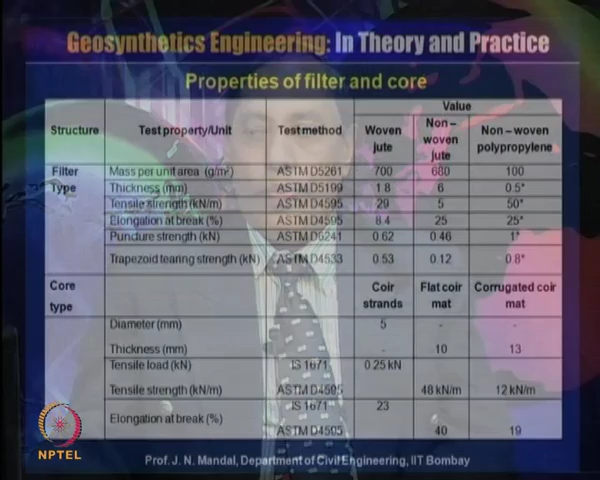 Geosynthetics Engineering: In Theory and Practice
Properties of filter and core
Structure Test property/Unit Test method Value
Woven jute Non – woven jute Non – woven polypropylene
Filter Type Mass per unit area (g/m²) ASTM D5261 700 680 100
Thickness (mm) ASTM D5199 1.8 6 0.5*
Tensile strength (kN/m) ASTM D4595 29 5 50*
Elongation at break (%) ASTM D4595 8.4 25 25*
Puncture strength (kN) ASTM D6241 0.62 0.46 1*
Trapezoid tearing strength (kN) ASTM D4533 0.53 0.12 0.8*
Core type Coir strands Flat coir mat Corrugated coir mat
Diameter (mm) 5 - -
Thickness (mm) - 10 13
Tensile load (kN) IS 1671 0.25 kN
Tensile strength (kN/m) ASTM D4595 48 kN/m 12 kN/m
Elongation at break (%) IS 1671 23
ASTM D4595 40 19
NPTEL
Prof. J. N. Mandal, Department of Civil Engineering, IIT Bombay